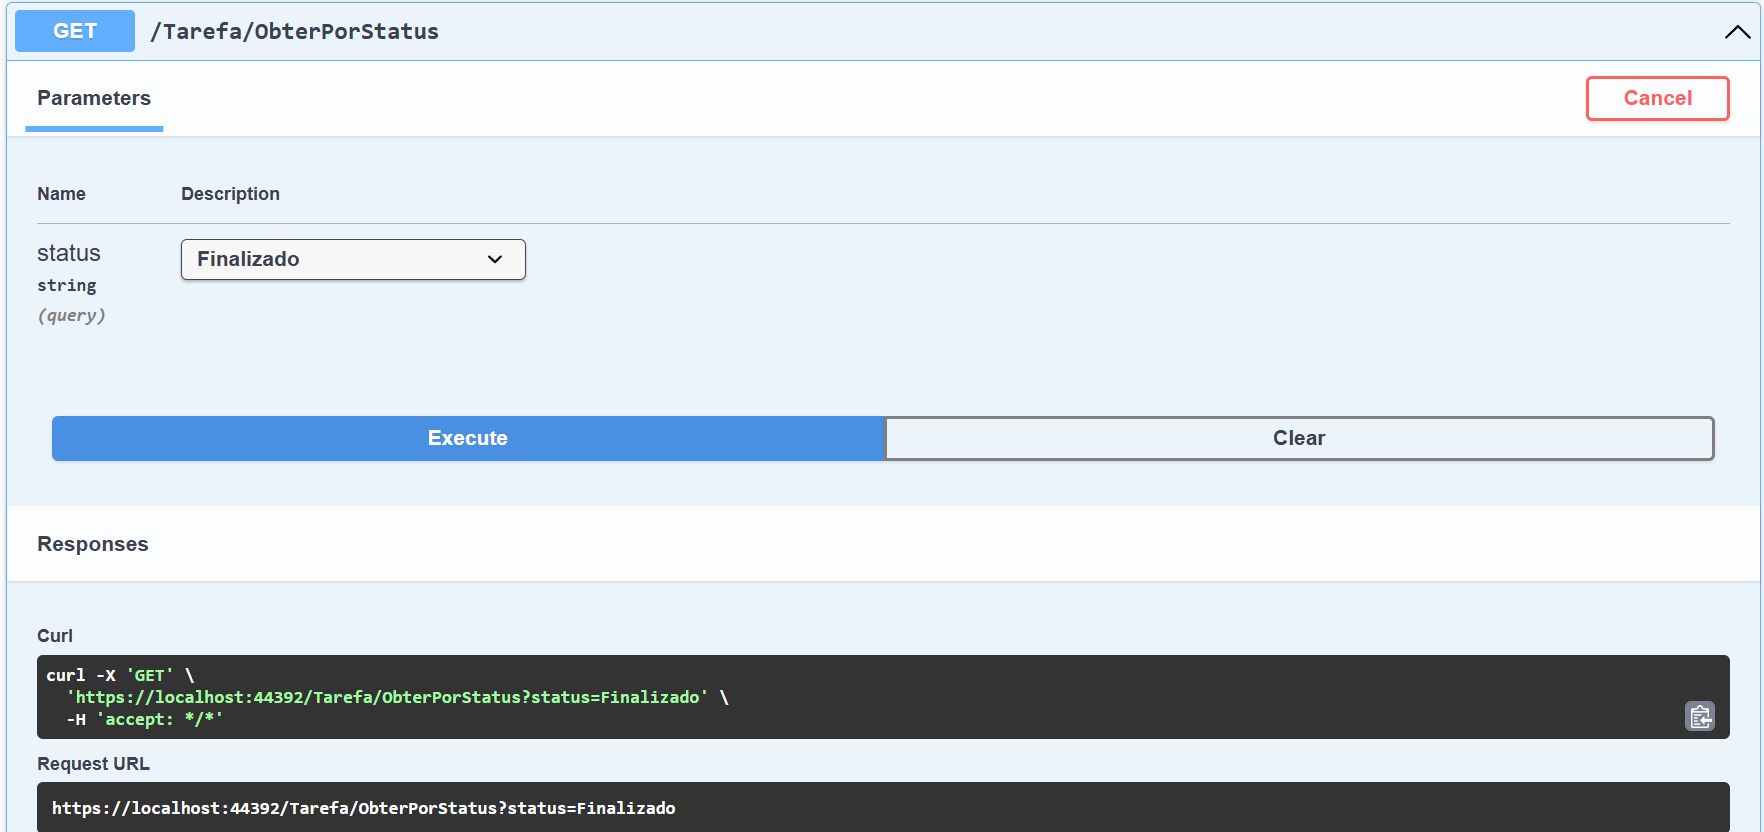 GET /Tarefa/ObterPorStatus
Parameters
Cancel
Name Description
status
string
(query)
Finalizado
Execute
Clear
Responses
Curl
curl -X 'GET' \
'https://localhost:44392/Tarefa/ObterPorStatus?status=Finalizado' \
-H 'accept: */*'
Request URL
https://localhost:44392/Tarefa/ObterPorStatus?status=Finalizado